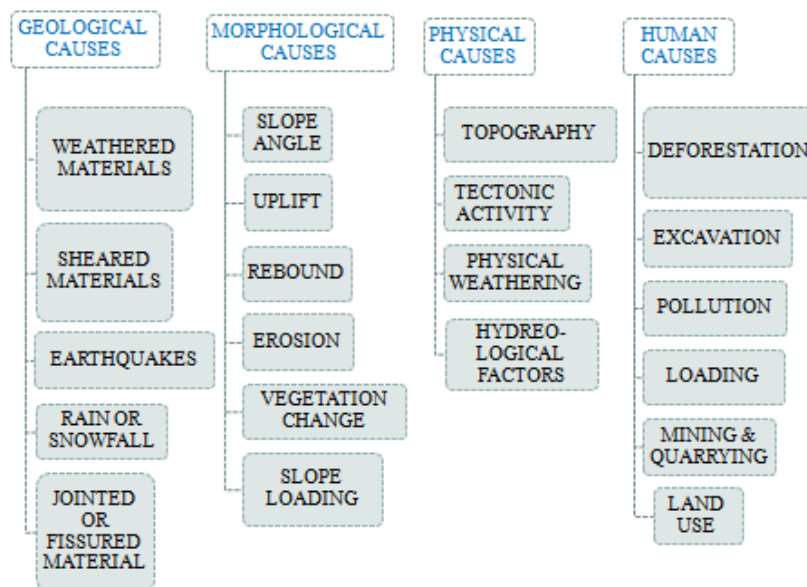 GEOLOGICAL
CAUSES
WEATHERED
MATERIALS
SHEARED
MATERIALS
EARTHQUAKES
RAIN OR
SNOWFALL
JOINTED
OR
FISSURED
MATERIAL
MORPHOLOGICAL
CAUSES
SLOPE
ANGLE
UPLIFT
REBOUND
EROSION
VEGETATION
CHANGE
SLOPE
LOADING
PHYSICAL
CAUSES
TOPOGRAPHY
TECTONIC
ACTIVITY
PHYSICAL
WEATHERING
HYDREO-
LOGICAL
FACTORS
HUMAN
CAUSES
DEFORESTATION
EXCAVATION
POLLUTION
LOADING
MINING &
QUARRYING
LAND
USE